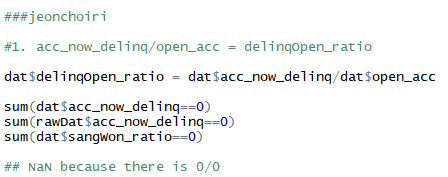 ###jeonchoiri
#1. acc_now_delinq/open_acc = delinqOpen_ratio
dat$delinqOpen_ratio = dat$acc_now_delinq/dat$open_acc
sum(dat$acc_now_delinq==0)
sum(rawDat$acc_now_delinq==0)
sum(dat$sangWon_ratio==0)
## NaN because there is 0/0